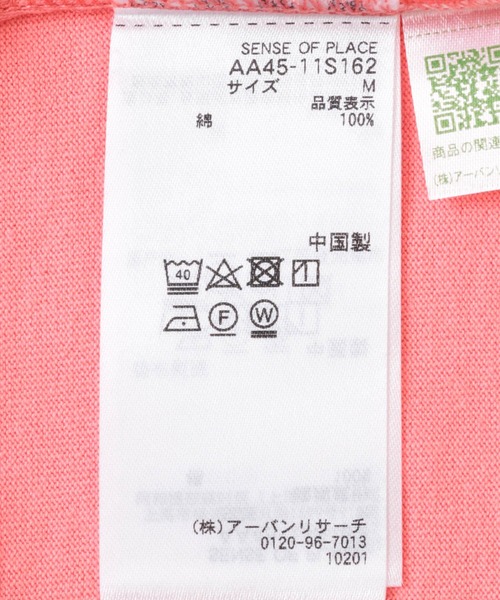 SENSE OF PLACE
AA45-11S162
サイズ M
品質表示
綿 100%
中国製
40
F W
(株)アーバンリサーチ
0120-96-7013
10201
商品の関連
(株)アーバンリ